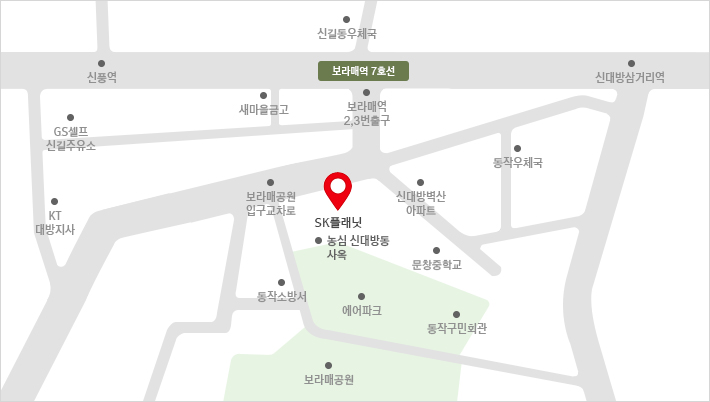 신길동우체국
보라매역 7호선
신풍역
신대방삼거리역
새마을금고
보라매역
2,3번출구
GS셀프
신길주유소
동작우체국
보라매공원
입구교차로
신대방벽산
아파트
KT
대방지사
SK플래닛
농심 신대방동
사옥
문창중학교
동작소방서
에어파크
동작구민회관
보라매공원